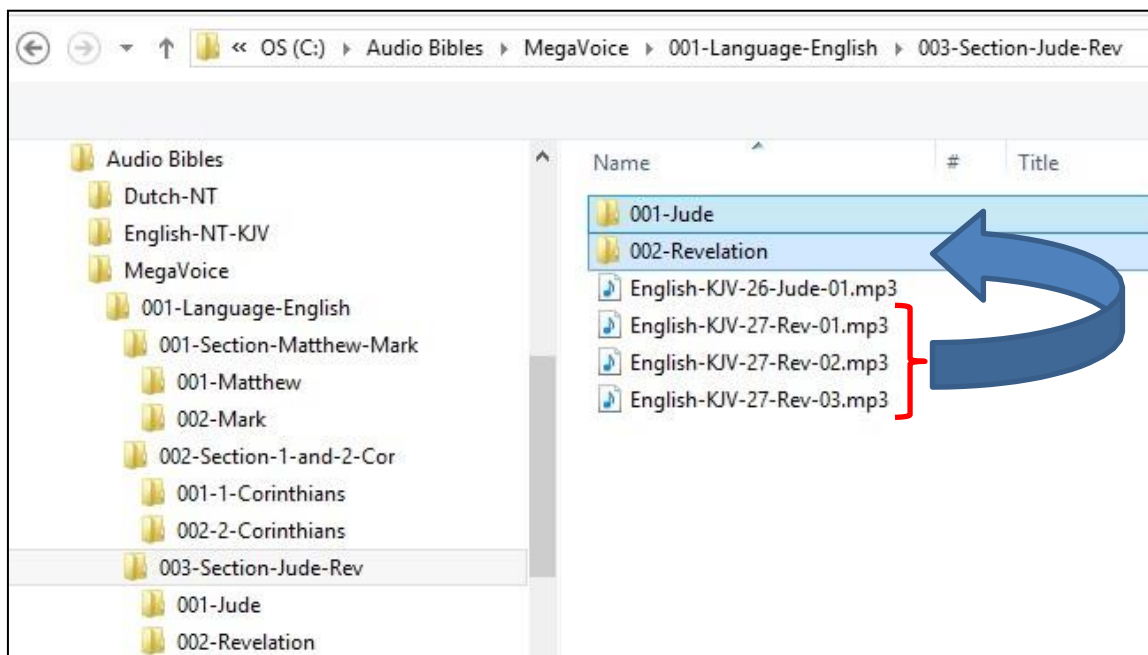 « OS (C:) Audio Bibles MegaVoice 001-Language-English 003-Section-Jude-Rev
Audio Bibles
Dutch-NT
English-NT-KJV
MegaVoice
001-Language-English
001-Section-Matthew-Mark
001-Matthew
002-Mark
002-Section-1-and-2-Cor
001-1-Corinthians
002-2-Corinthians
003-Section-Jude-Rev
001-Jude
002-Revelation
Name # Title
001-Jude
002-Revelation
English-KJV-26-Jude-01.mp3
English-KJV-27-Rev-01.mp3
English-KJV-27-Rev-02.mp3
English-KJV-27-Rev-03.mp3